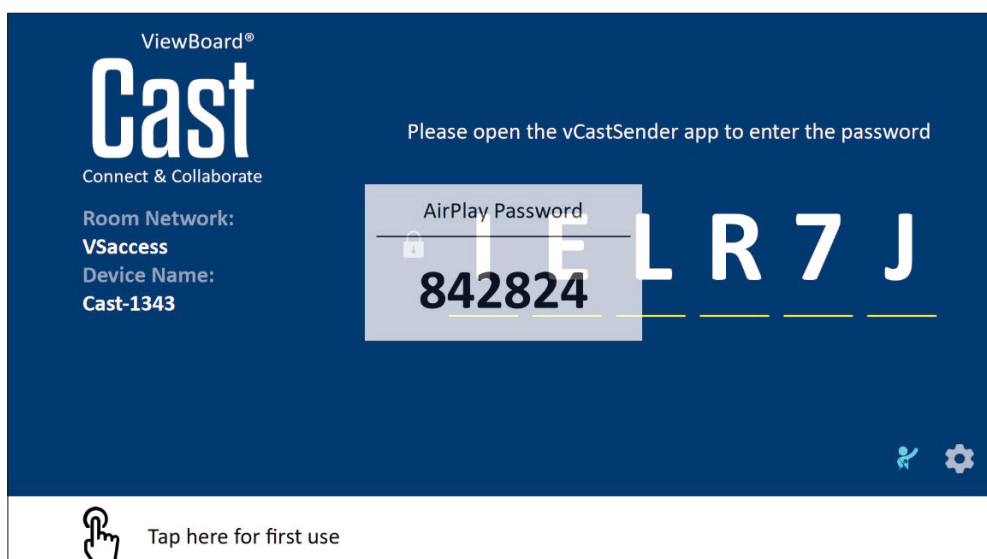 ViewBoard®
Cast
Connect & Collaborate
Room Network:
VSaccess
Device Name:
Cast-1343
Please open the vCastSender app to enter the password
AirPlay Password
842824
I E L R 7 J
Tap here for first use